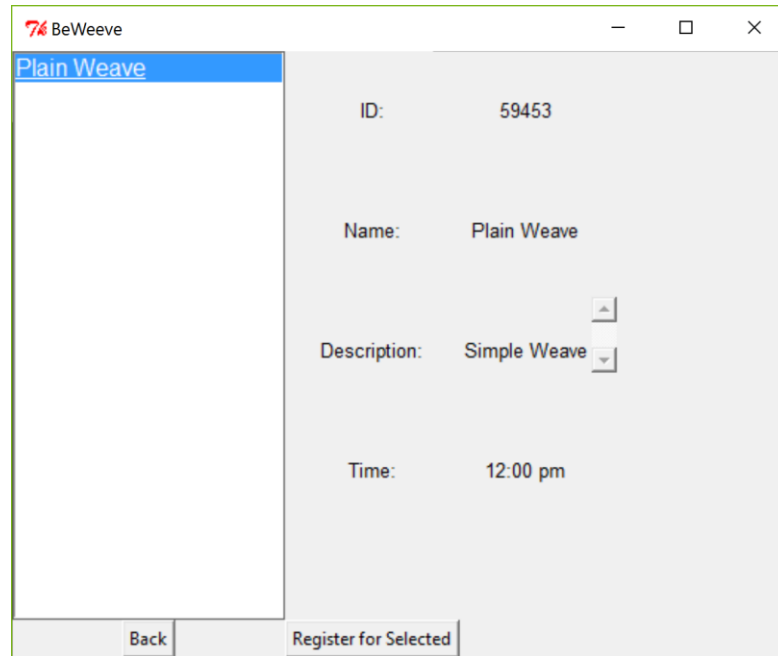 BeWeeve
Plain Weave
ID: 59453
Name: Plain Weave
Description: Simple Weave
Time: 12:00 pm
Back Register for Selected